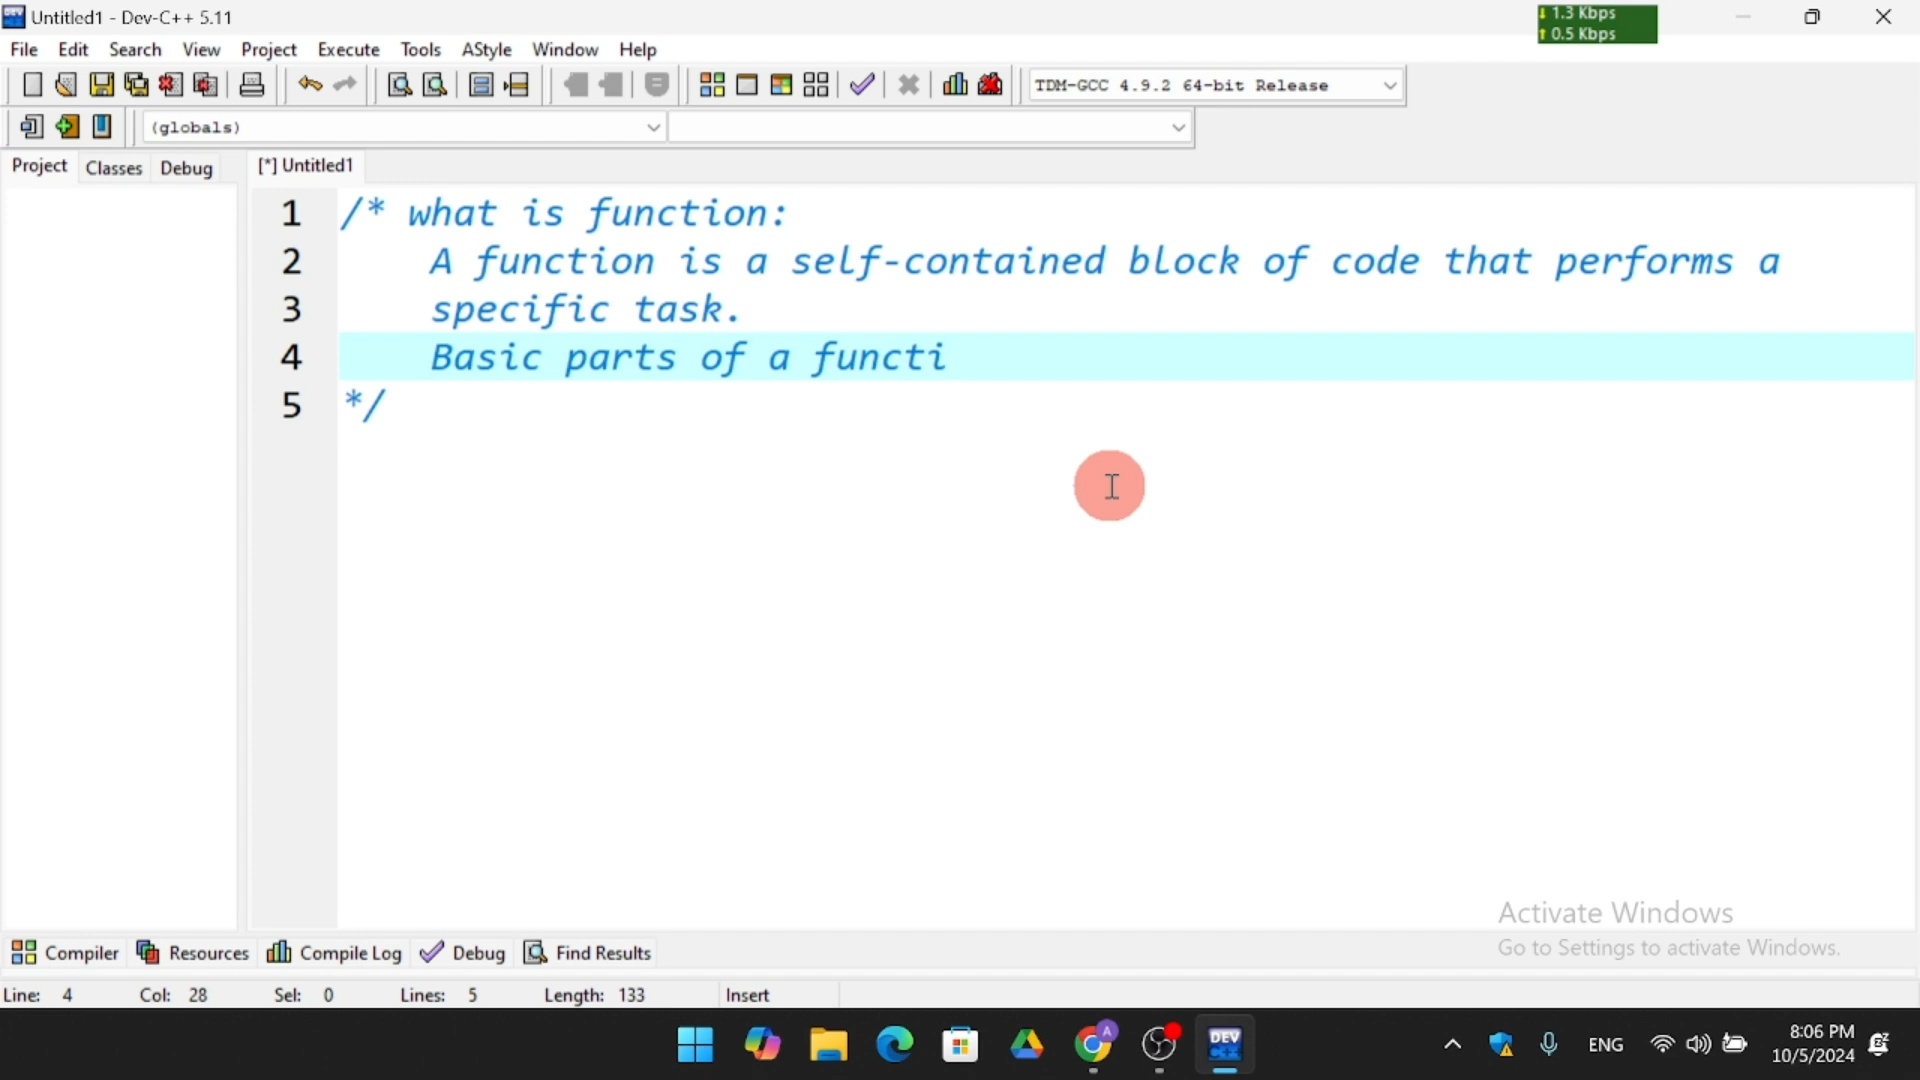 Untitled1 - Dev-C++ 5.11
1.3 Kbps
0.5 Kbps
File Edit Search View Project Execute Tools AStyle Window Help
TDM-GCC 4.9.2 64-bit Release
(globals)
Project Classes Debug [*] Untitled1
1 /* what is function:
2 A function is a self-contained block of code that performs a
3 specific task.
4 Basic parts of a functi
5 */
Activate Windows
Go to Settings to activate Windows.
Compiler Resources Compile Log Debug Find Results
Line: 4 Col: 28 Sel: 0 Lines: 5 Length: 133 Insert
A
DEV C++
ENG
8:06 PM
10/5/2024